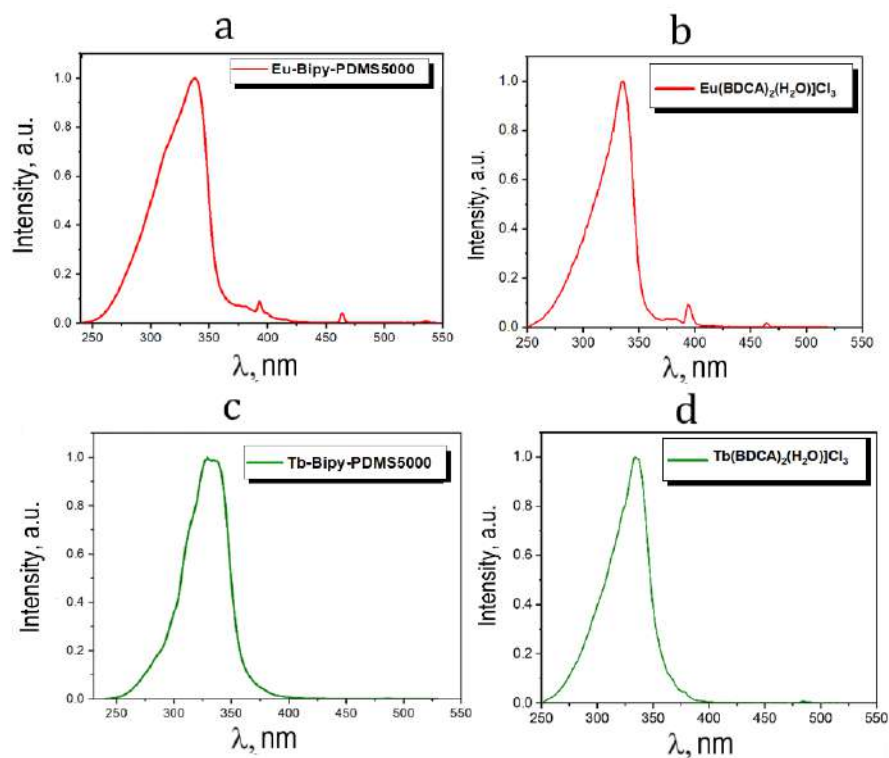 a
Eu-Bipy-PDMS5000
1.0
0.8
0.6
0.4
0.2
0.0
Intensity, a.u.
250 300 350 400 450 500 550
λ, nm
b
Eu(BDCA)₂(H₂O)]Cl₃
1.0
0.8
0.6
0.4
0.2
0.0
Intensity, a.u.
250 300 350 400 450 500 550
λ, nm
c
Tb-Bipy-PDMS5000
1.0
0.8
0.6
0.4
0.2
0.0
Intensity, a.u.
250 300 350 400 450 500 550
λ, nm
d
Tb(BDCA)₂(H₂O)]Cl₃
1.0
0.8
0.6
0.4
0.2
0.0
Intensity, a.u.
250 300 350 400 450 500 550
λ, nm